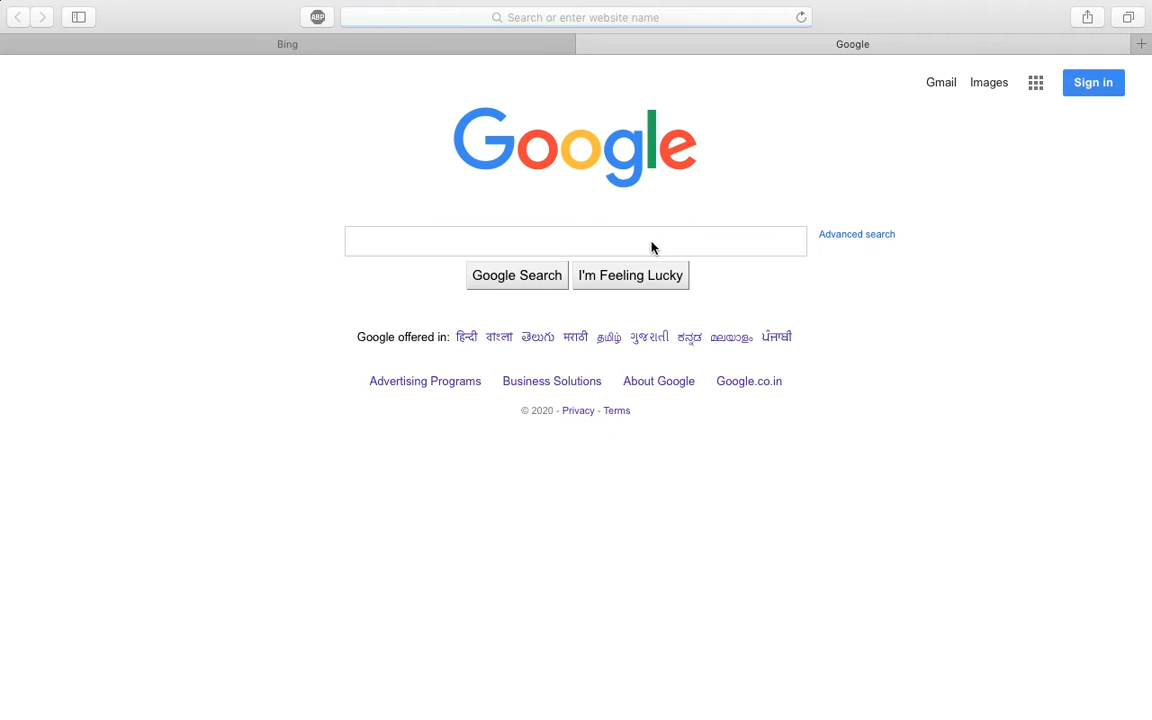 ABP
Search or enter website name
Bing
Google
Gmail Images Sign in
Google
Advanced search
Google Search I'm Feeling Lucky
Google offered in: हिन्दी বাংলা తెలుగు मराठी தமிழ் ગુજરાતી ಕನ್ನಡ മലയാളം ਪੰਜਾਬੀ
Advertising Programs Business Solutions About Google Google.co.in
© 2020 - Privacy - Terms